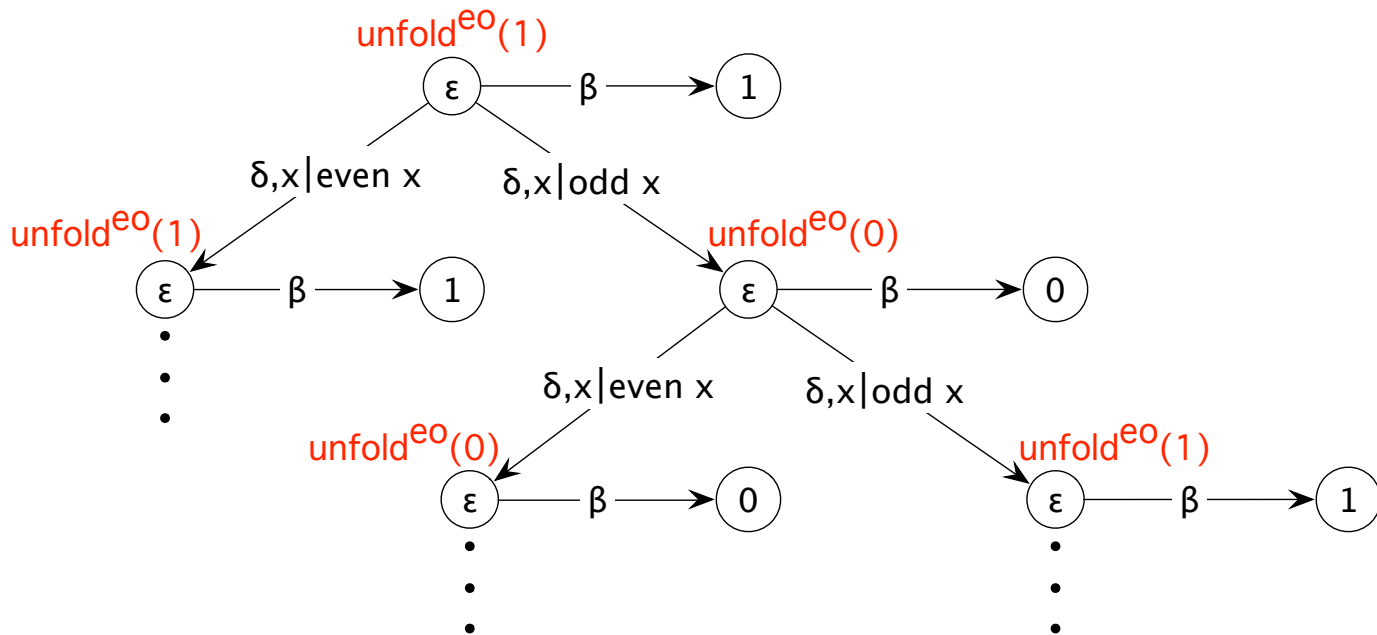 unfold^eo(1)
ε β 1
δ,x|even x δ,x|odd x
unfold^eo(1) unfold^eo(0)
ε β 1 ε β 0
δ,x|even x δ,x|odd x
unfold^eo(0) unfold^eo(1)
ε β 0 ε β 1